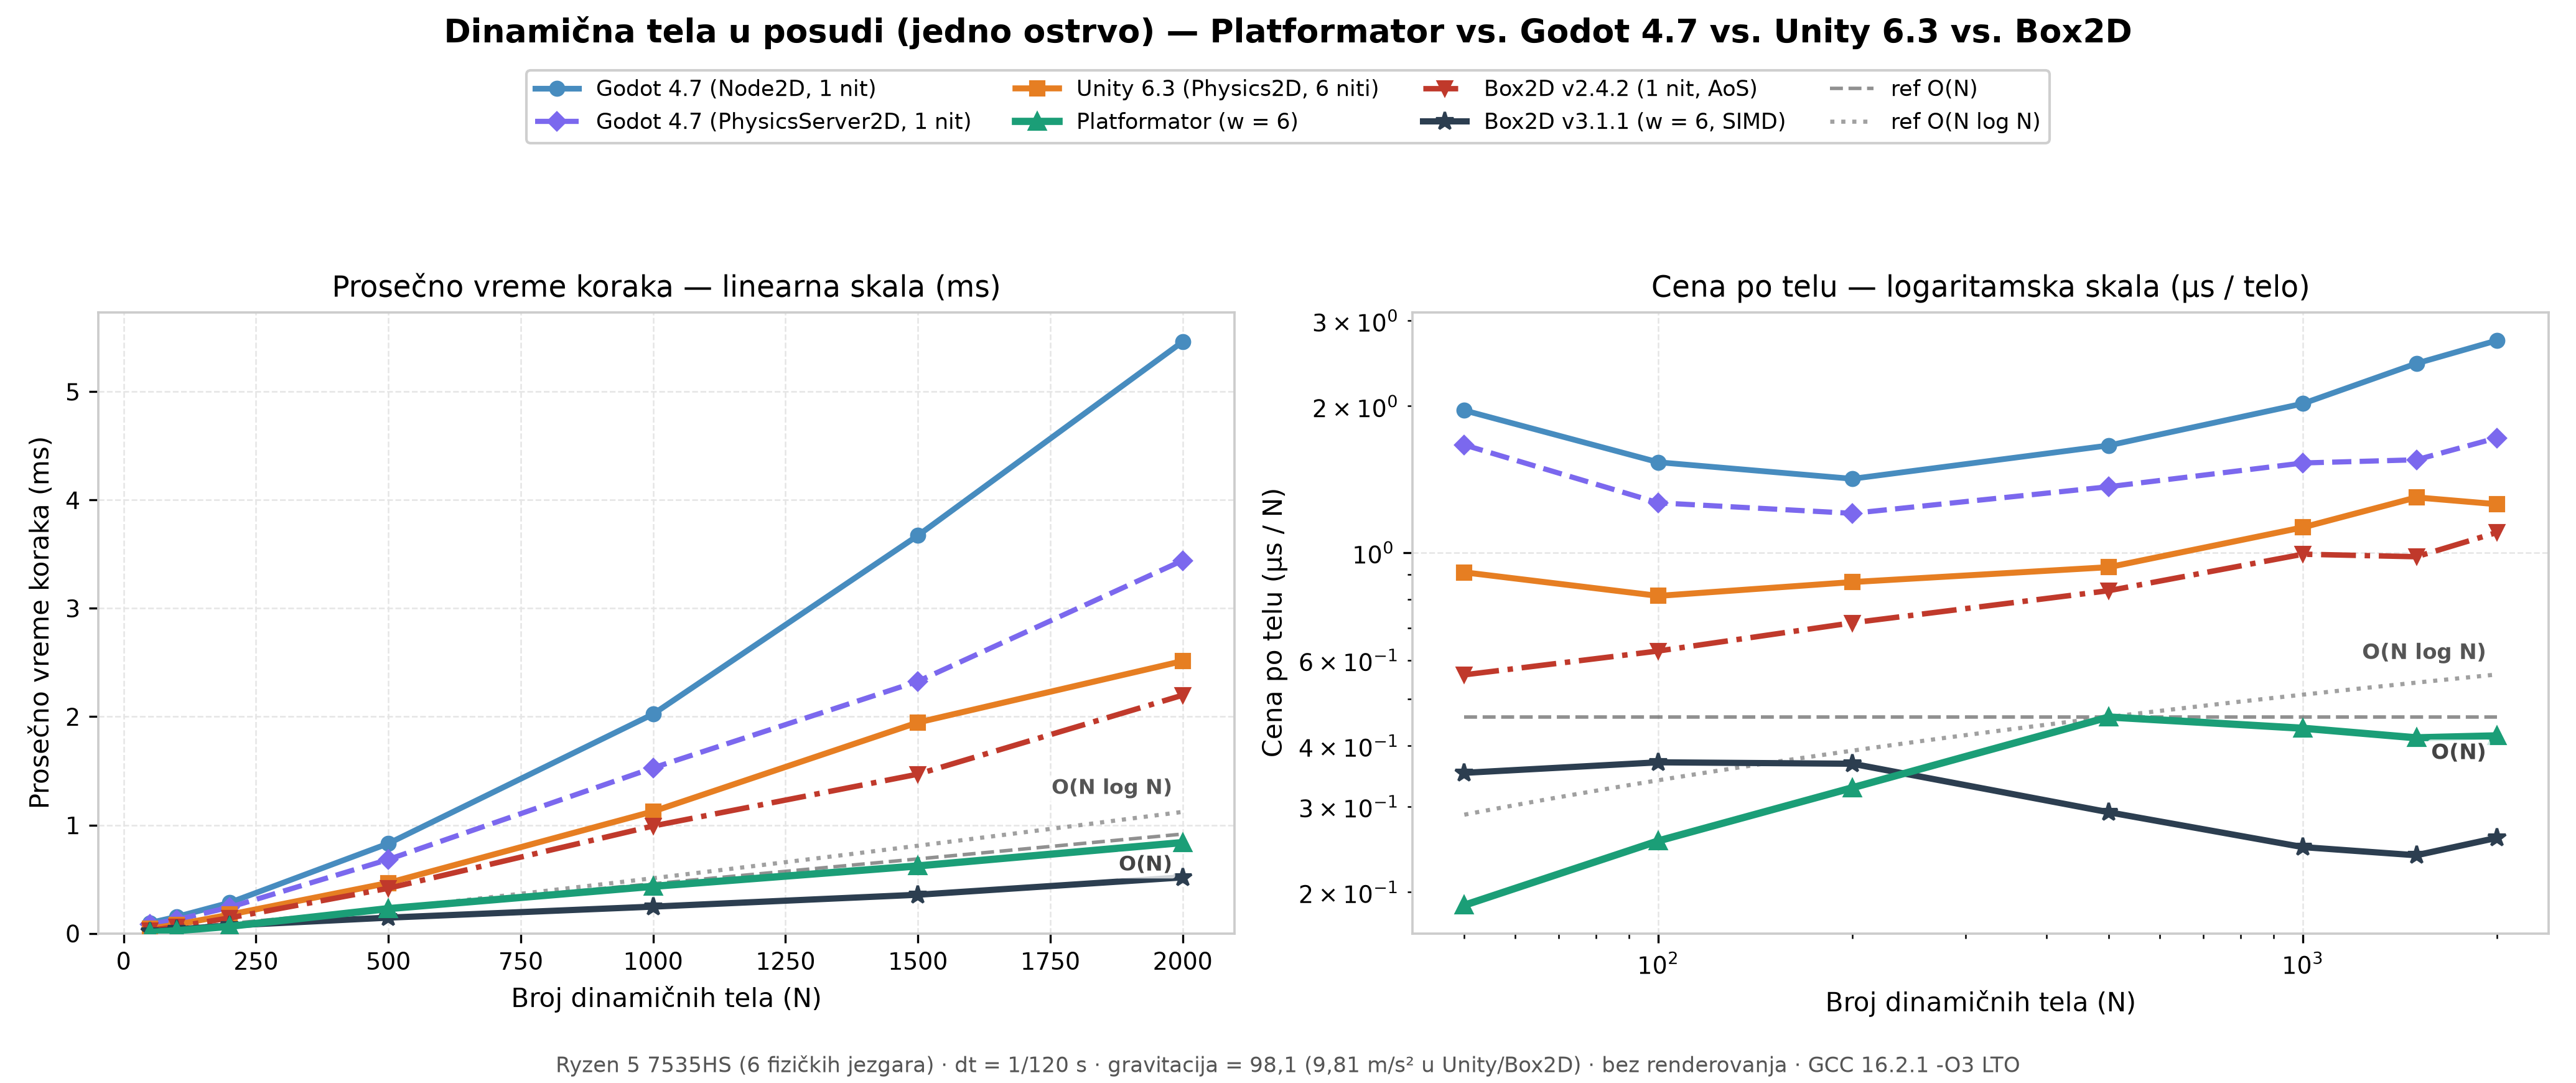 Dinamična tela u posudi (jedno ostrvo) — Platformator vs. Godot 4.7 vs. Unity 6.3 vs. Box2D
Godot 4.7 (Node2D, 1 nit)
Godot 4.7 (PhysicsServer2D, 1 nit)
Unity 6.3 (Physics2D, 6 niti)
Platformator (w = 6)
Box2D v2.4.2 (1 nit, AoS)
Box2D v3.1.1 (w = 6, SIMD)
ref O(N)
ref O(N log N)
Prosečno vreme koraka — linearna skala (ms)
Prosečno vreme koraka (ms)
5
4
3
2
1
0
O(N log N)
O(N)
0 250 500 750 1000 1250 1500 1750 2000
Broj dinamičnih tela (N)
Cena po telu — logaritamska skala (μs / telo)
Cena po telu (μs / N)
3 × 10⁰
2 × 10⁰
10⁰
6 × 10⁻¹
4 × 10⁻¹
3 × 10⁻¹
2 × 10⁻¹
O(N log N)
O(N)
10² 10³
Broj dinamičnih tela (N)
Ryzen 5 7535HS (6 fizičkih jezgara) · dt = 1/120 s · gravitacija = 98,1 (9,81 m/s² u Unity/Box2D) · bez renderovanja · GCC 16.2.1 -O3 LTO